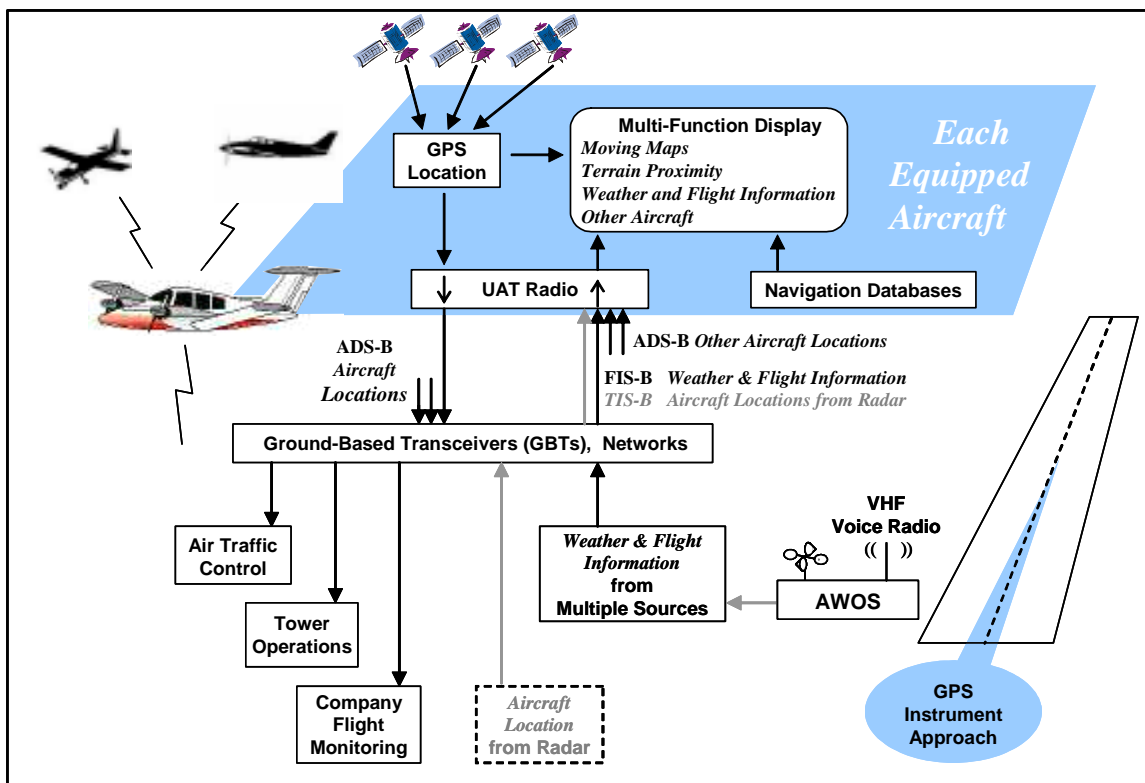 Multi-Function Display
Moving Maps
Terrain Proximity
Weather and Flight Information
Other Aircraft
Each
Equipped
Aircraft
GPS
Location
UAT Radio
Navigation Databases
ADS-B
Aircraft
Locations
ADS-B Other Aircraft Locations
FIS-B Weather & Flight Information
TIS-B Aircraft Locations from Radar
Ground-Based Transceivers (GBTs), Networks
Air Traffic
Control
Tower
Operations
Company
Flight
Monitoring
Aircraft
Location
from Radar
Weather & Flight
Information
from
Multiple Sources
VHF
Voice Radio
((  ))
AWOS
GPS
Instrument
Approach